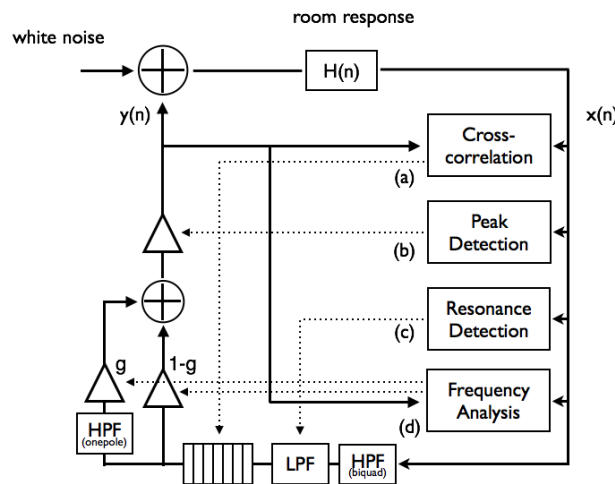 room response
white noise
H(n)
y(n)
x(n)
Cross-
correlation
(a)
Peak
Detection
(b)
Resonance
Detection
(c)
g
1-g
Frequency
Analysis
(d)
HPF
(onepole)
LPF
HPF
(biquad)